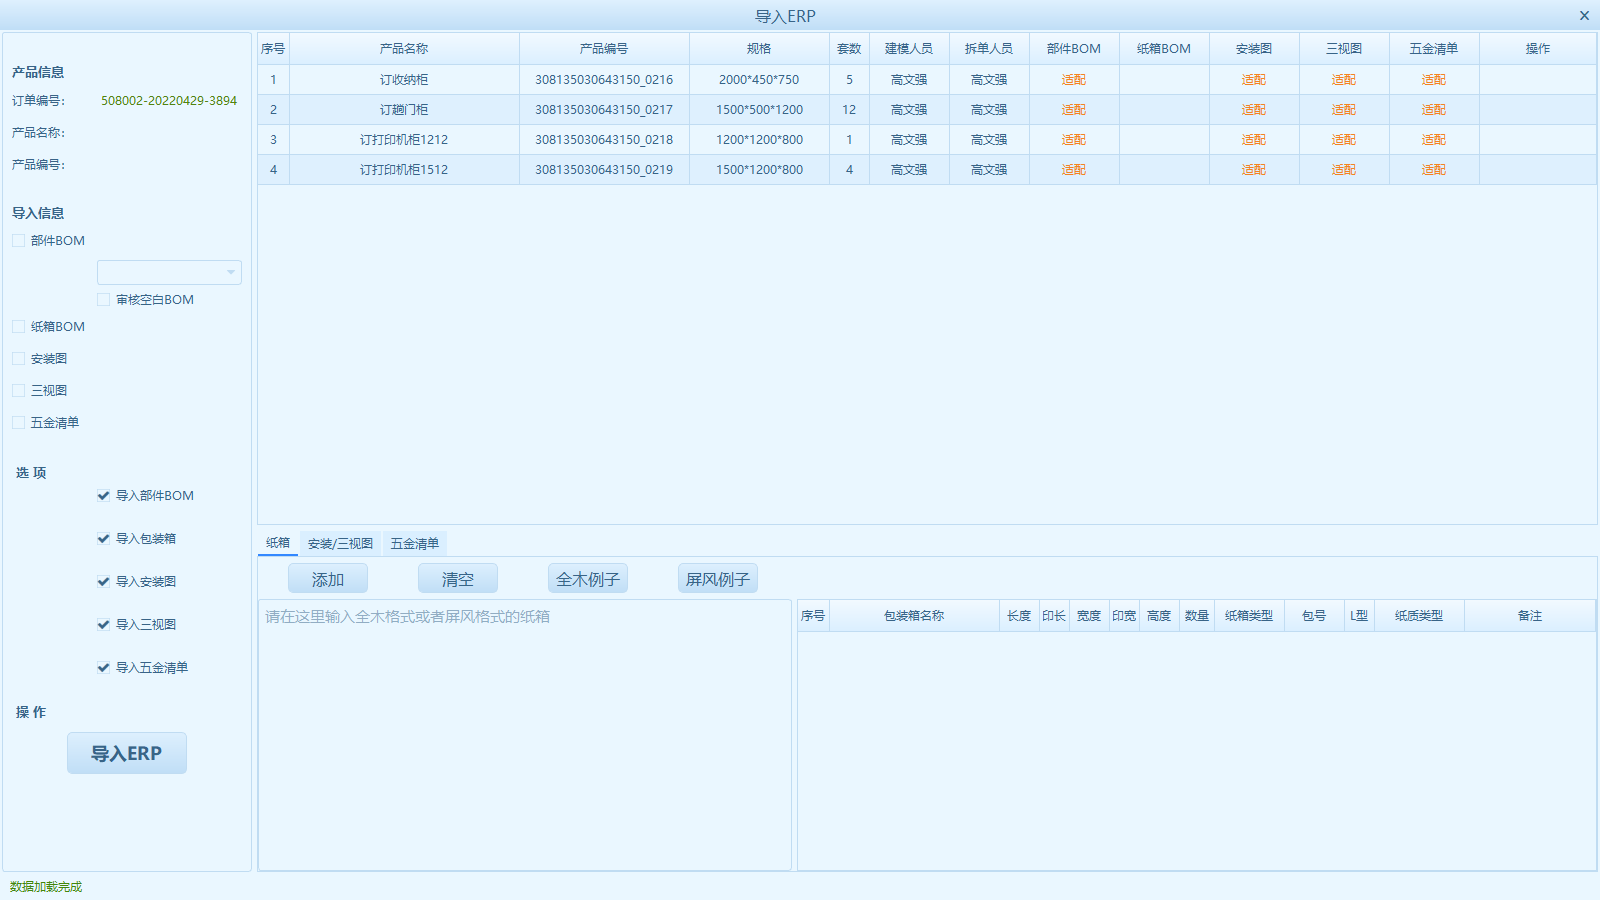 导入ERP
产品信息
订单编号： 508002-20220429-3894
产品名称：
产品编号：
导入信息
部件BOM
审核空白BOM
纸箱BOM
安装图
三视图
五金清单
选 项
导入部件BOM
导入包装箱
导入安装图
导入三视图
导入五金清单
操 作
导入ERP
序号 产品名称 产品编号 规格 套数 建模人员 拆单人员 部件BOM 纸箱BOM 安装图 三视图 五金清单 操作
1 订收纳柜 308135030643150_0216 2000*450*750 5 高文强 高文强 适配 适配 适配 适配
2 订趟门柜 308135030643150_0217 1500*500*1200 12 高文强 高文强 适配 适配 适配 适配
3 订打印机柜1212 308135030643150_0218 1200*1200*800 1 高文强 高文强 适配 适配 适配 适配
4 订打印机柜1512 308135030643150_0219 1500*1200*800 4 高文强 高文强 适配 适配 适配 适配
纸箱 安装/三视图 五金清单
添加 清空 全木例子 屏风例子
请在这里输入全木格式或者屏风格式的纸箱
序号 包装箱名称 长度 印长 宽度 印宽 高度 数量 纸箱类型 包号 L型 纸质类型 备注
数据加载完成